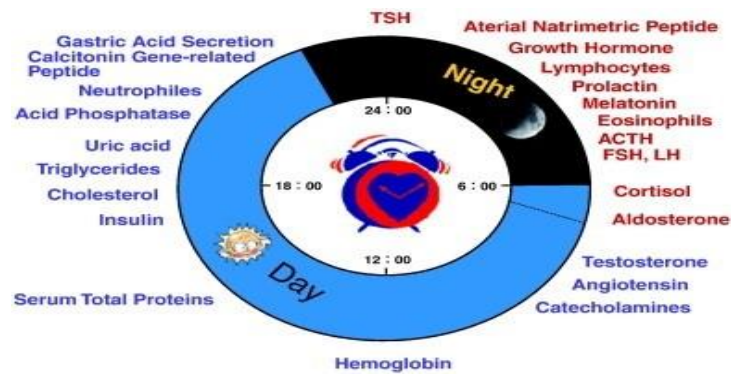 TSH
Aterial Natrimetric Peptide
Growth Hormone
Lymphocytes
Prolactin
Melatonin
Eosinophils
ACTH
FSH, LH
Cortisol
Aldosterone
Testosterone
Angiotensin
Catecholamines
Hemoglobin
Serum Total Proteins
Insulin
Cholesterol
Triglycerides
Uric acid
Acid Phosphatase
Neutrophiles
Calcitonin Gene-related
Peptide
Gastric Acid Secretion
Night
24 : 00
18 : 00
6 : 00
12 : 00
Day